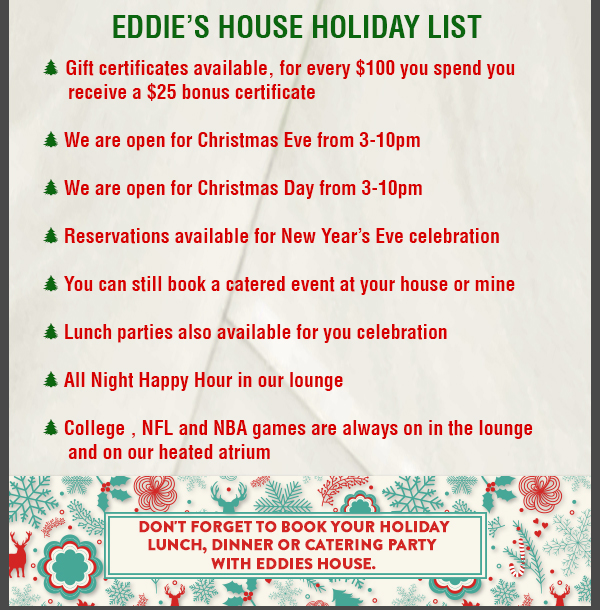 EDDIE'S HOUSE HOLIDAY LIST
Gift certificates available, for every $100 you spend you
receive a $25 bonus certificate
We are open for Christmas Eve from 3-10pm
We are open for Christmas Day from 3-10pm
Reservations available for New Year's Eve celebration
You can still book a catered event at your house or mine
Lunch parties also available for you celebration
All Night Happy Hour in our lounge
College , NFL and NBA games are always on in the lounge
and on our heated atrium
DON'T FORGET TO BOOK YOUR HOLIDAY
LUNCH, DINNER OR CATERING PARTY
WITH EDDIES HOUSE.